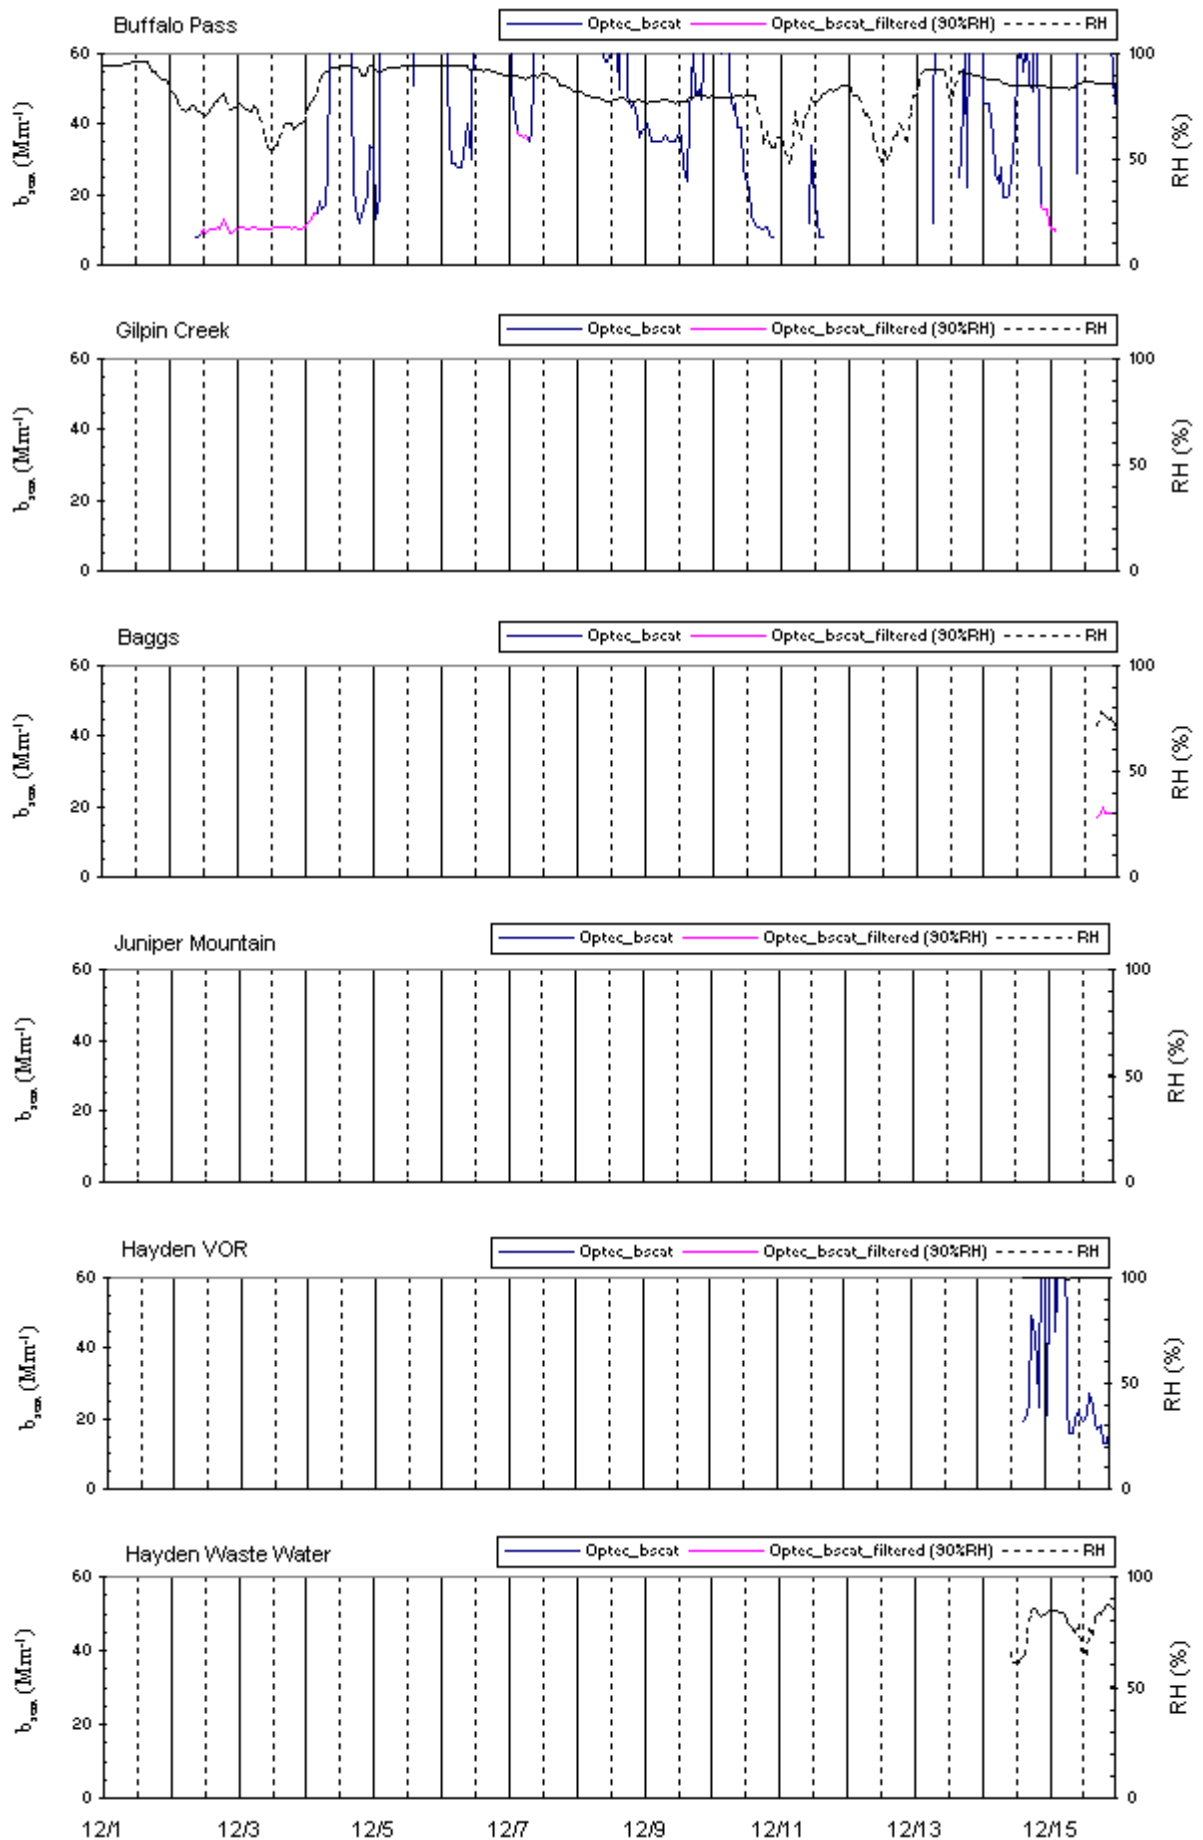 Buffalo Pass
Optec_bscat Optec_bscat_filtered (90%RH) RH
60 100
40
b_scat (Mm⁻¹) 50 RH (%)
20
0 0
Gilpin Creek
Optec_bscat Optec_bscat_filtered (90%RH) RH
60 100
40
b_scat (Mm⁻¹) 50 RH (%)
20
0 0
Baggs
Optec_bscat Optec_bscat_filtered (90%RH) RH
60 100
40
b_scat (Mm⁻¹) 50 RH (%)
20
0 0
Juniper Mountain
Optec_bscat Optec_bscat_filtered (90%RH) RH
60 100
40
b_scat (Mm⁻¹) 50 RH (%)
20
0 0
Hayden VOR
Optec_bscat Optec_bscat_filtered (90%RH) RH
60 100
40
b_scat (Mm⁻¹) 50 RH (%)
20
0 0
Hayden Waste Water
Optec_bscat Optec_bscat_filtered (90%RH) RH
60 100
40
b_scat (Mm⁻¹) 50 RH (%)
20
0 0
12/1 12/3 12/5 12/7 12/9 12/11 12/13 12/15